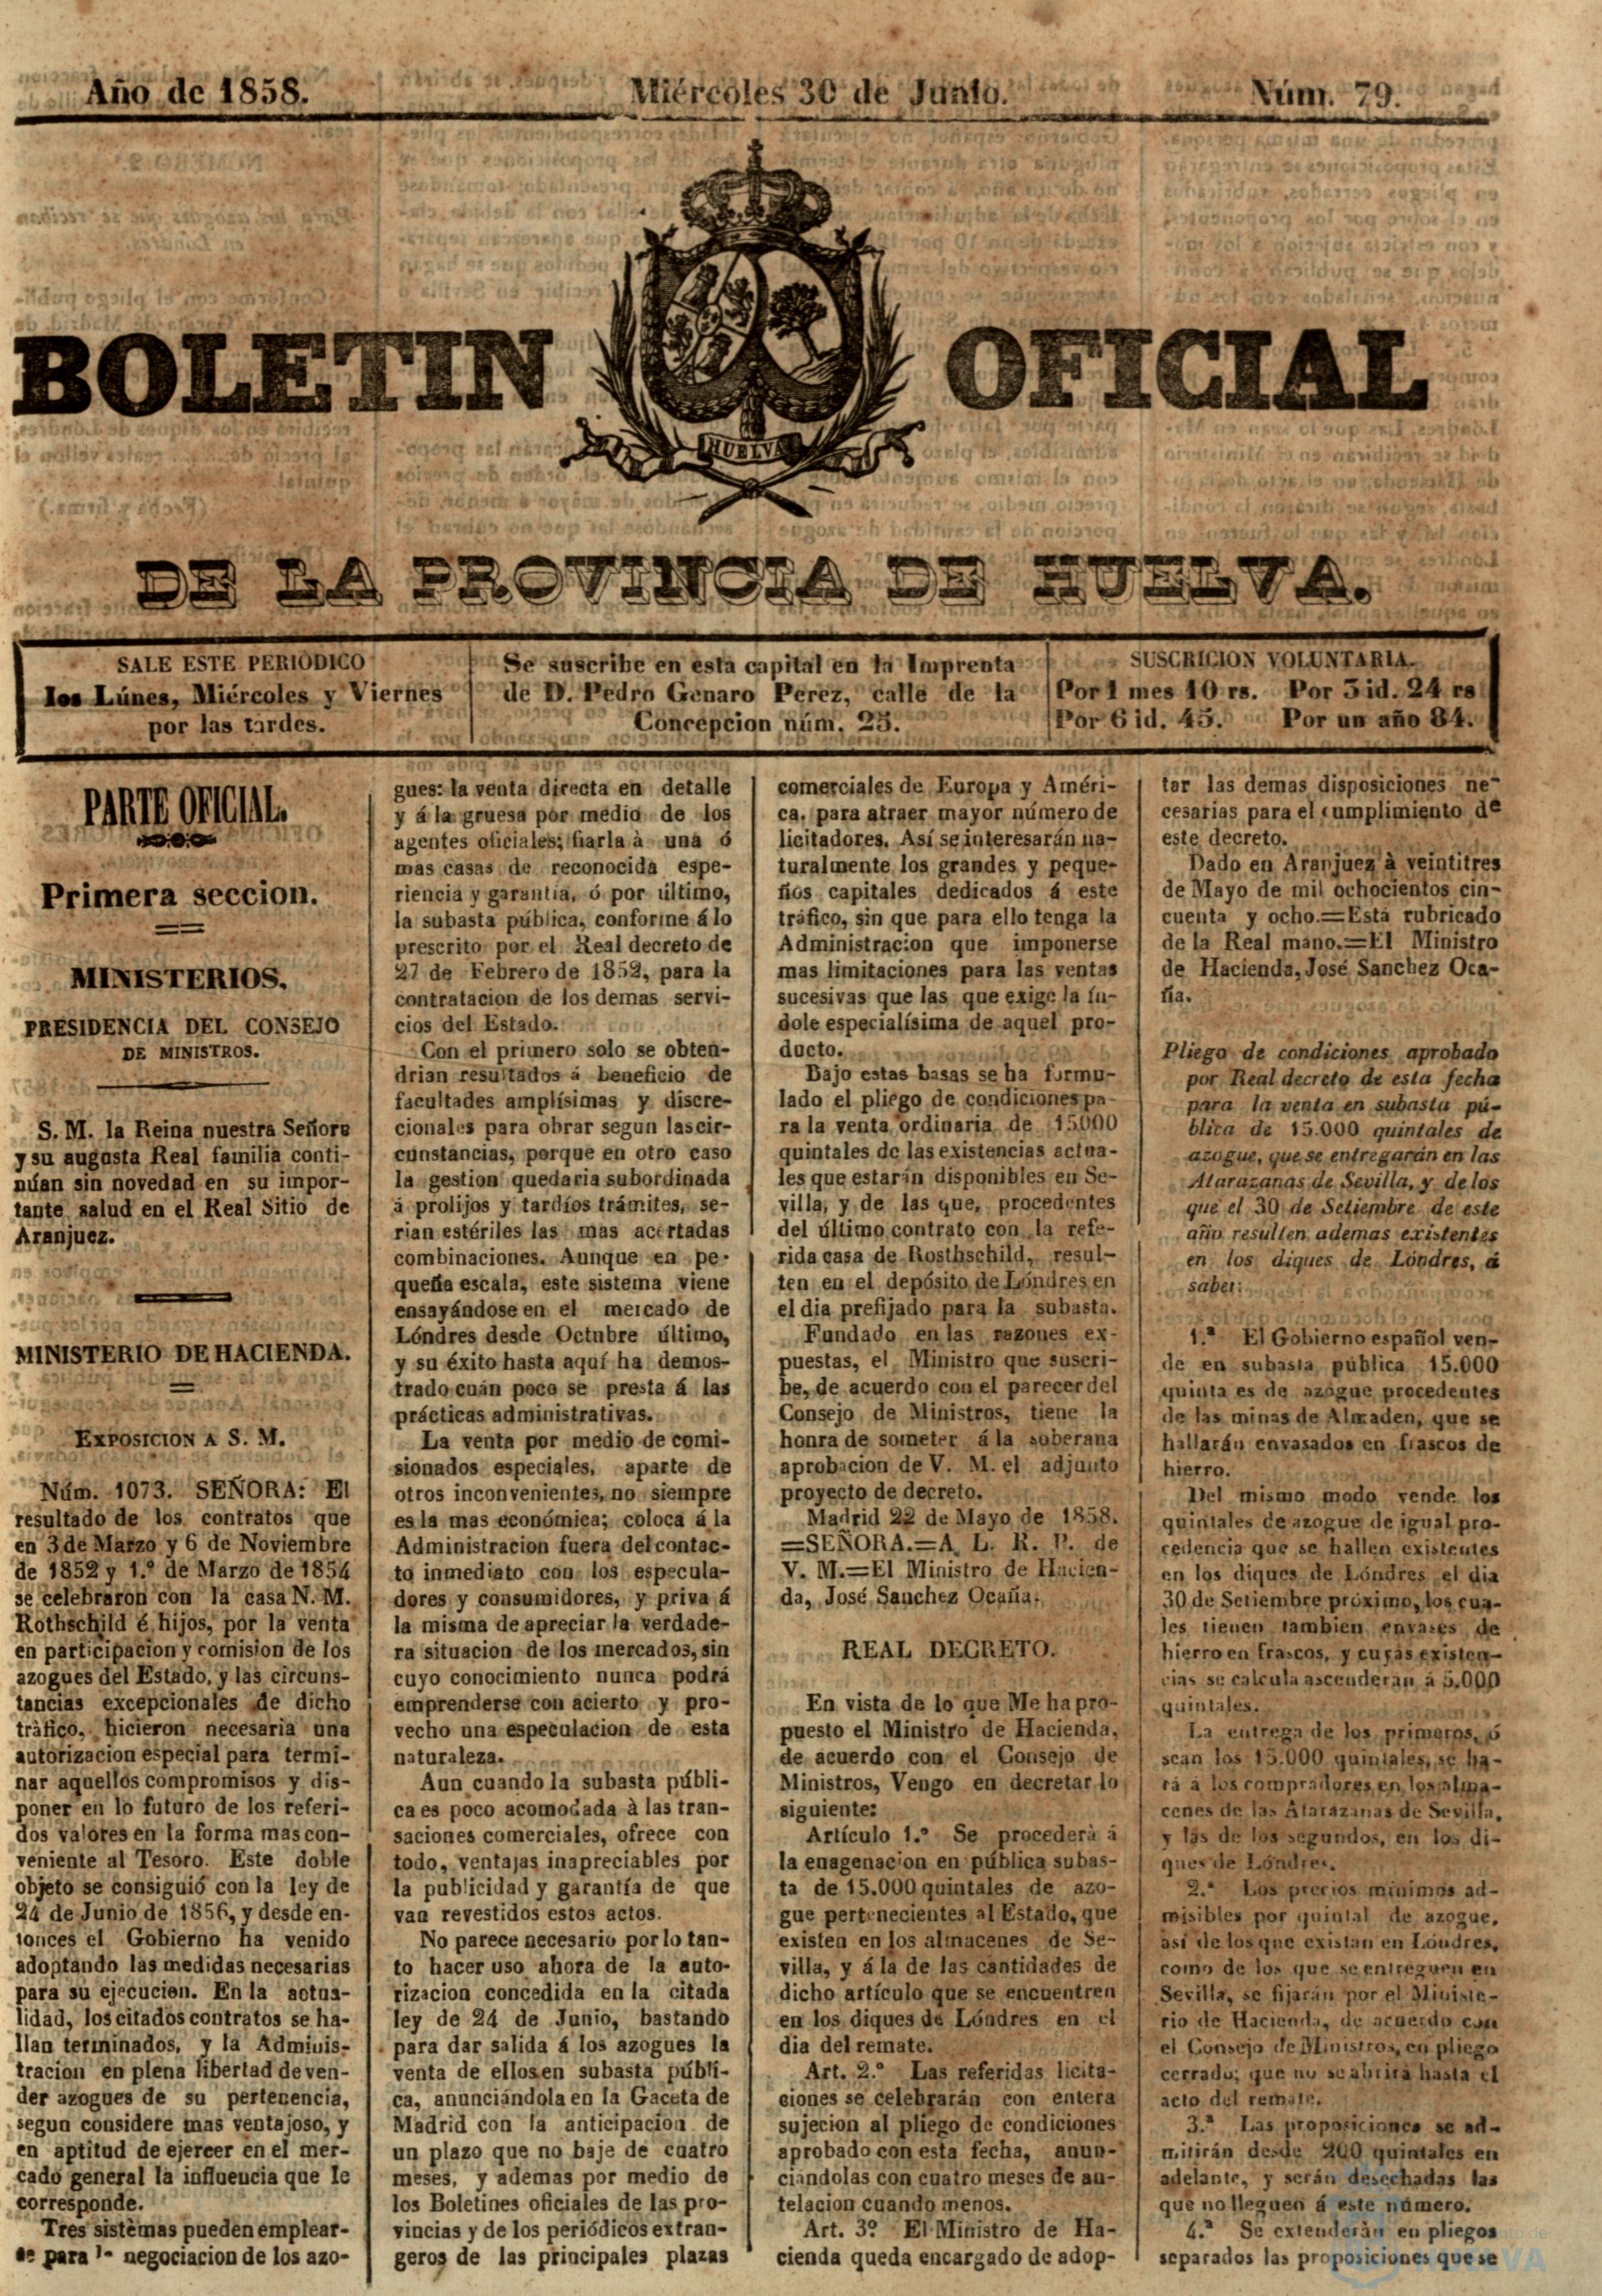 Año de 1858.
Miércoles 30 de Junio.
Núm. 79.
BOLETIN OFICIAL
HUELVA
DE LA PROVINCIA DE HUELVA.
SALE ESTE PERIODICO
los Lúnes, Miércoles y Viernes
por las tardes.
Se suscribe en esta capital en la Imprenta
de D. Pedro Genaro Perez, calle de la
Concepcion núm. 25.
SUSCRICION VOLUNTARIA.
Por 1 mes 10 rs. Por 3 id. 24 rs
Por 6 id. 45. Por un año 84.
PARTE OFICIAL.
Primera seccion.
MINISTERIOS.
PRESIDENCIA DEL CONSEJO
DE MINISTROS.
S. M. la Reina nuestra Señora
y su augusta Real familia conti-
núan sin novedad en su impor-
tante salud en el Real Sitio de
Aranjuez.
MINISTERIO DE HACIENDA.
EXPOSICION A S. M.
Núm. 1073. SEÑORA: El
resultado de los contratos que
en 3 de Marzo y 6 de Noviembre
de 1852 y 1.º de Marzo de 1854
se celebraron con la casa N. M.
Rothschild é hijos, por la venta
en participacion y comision de los
azogues del Estado, y las circuns-
tancias excepcionales de dicho
tràfico, hicieron necesaria una
autorizacion especial para termi-
nar aquellos compromisos y dis-
poner en lo futuro de los referi-
dos valores en la forma mas con-
veniente al Tesoro. Este doble
objeto se consiguió con la ley de
24 de Junio de 1856, y desde en-
tonces el Gobierno ha venido
adoptando las medidas necesarias
para su ejecucion. En la actua-
lidad, los citados contratos se ha-
llan terminados, y la Adminis-
tracion en plena libertad de ven-
der azogues de su pertenencia,
segun considere mas ventajoso, y
en aptitud de ejercer en el mer-
cado general la influencia que le
corresponde.
Tres sistèmas pueden emplear-
se para la negociacion de los azo-
gues: la venta directa en detalle
y á la gruesa por medio de los
agentes oficiales; fiarla à una ó
mas casas de reconocida espe-
riencia y garantía, ó por último,
la subasta pública, conforme á lo
prescrito por el Real decreto de
27 de Febrero de 1852, para la
contratacion de los demas servi-
cios del Estado.
Con el primero solo se obten-
drian resultados á beneficio de
facultades amplísimas y discre-
cionales para obrar segun las cir-
cunstancias, porque en otro caso
la gestion quedaria subordinada
á prolijos y tardíos trámites, se-
rian estériles las mas acertadas
combinaciones. Aunque en pe-
queña escala, este sistema viene
ensayándose en el mercado de
Lóndres desde Octubre último,
y su éxito hasta aquí ha demos-
trado cuán poco se presta á las
prácticas administrativas.
La venta por medio de comi-
sionados especiales, aparte de
otros inconvenientes, no siempre
es la mas económica; coloca á la
Administracion fuera del contac-
to inmediato con los especula-
dores y consumidores, y priva á
la misma de apreciar la verdade-
ra situacion de los mercados, sin
cuyo conocimiento nunca podrá
emprenderse con acierto y pro-
vecho una especulacion de esta
naturaleza.
Aun cuando la subasta públi-
ca es poco acomodada à las tran-
saciones comerciales, ofrece con
todo, ventajas inapreciables por
la publicidad y garantía de que
van revestidos estos actos.
No parece necesario por lo tan-
to hacer uso ahora de la auto-
rizacion concedida en la citada
ley de 24 de Junio, bastando
para dar salida á los azogues la
venta de ellos en subasta públi-
ca, anunciándola en la Gaceta de
Madrid con la anticipacion de
un plazo que no baje de cuatro
meses, y ademas por medio de
los Boletines oficiales de las pro-
vincias y de los periódicos extran-
geros de las principales plazas
comerciales de Europa y Améri-
ca, para atraer mayor número de
licitadores. Así se interesarán na-
turalmente los grandes y peque-
ños capitales dedicados á este
tráfico, sin que para ello tenga la
Administracion que imponerse
mas limitaciones para las ventas
sucesivas que las que exige la ín-
dole especialísima de aquel pro-
ducto.
Bajo estas basas se ha formu-
lado el pliego de condiciones pa-
ra la venta ordinaria de 15000
quintales de las existencias actua-
les que estarán disponibles en Se-
villa, y de las que, procedentes
del último contrato con la refe-
rida casa de Rosthschild, resul-
ten en el depósito de Lóndres en
el dia prefijado para la subasta.
Fundado en las razones ex-
puestas, el Ministro que suscri-
be, de acuerdo con el parecer del
Consejo de Ministros, tiene la
honra de someter á la soberana
aprobacion de V. M. el adjunto
proyecto de decreto.
Madrid 22 de Mayo de 1858.
=SEÑORA.=A L. R. P. de
V. M.=El Ministro de Hacien-
da, José Sanchez Ocaña.
REAL DECRETO.
En vista de lo que Me ha pro-
puesto el Ministro de Hacienda,
de acuerdo con el Consejo de
Ministros, Vengo en decretar lo
siguiente:
Artículo 1.º Se procederà á
la enagenacion en pública subas-
ta de 15.000 quintales de azo-
gue pertenecientes al Estado, que
existen en los almacenes de Se-
villa, y á la de las cantidades de
dicho artículo que se encuentren
en los diques de Lóndres en el
dia del remate.
Art. 2.º Las referidas licita-
ciones se celebrarán con entera
sujecion al pliego de condiciones
aprobado con esta fecha, anun-
ciàndolas con cuatro meses de an-
telacion cuando menos.
Art. 3º El Ministro de Ha-
cienda queda encargado de adop-
tar las demas disposiciones ne-
cesarias para el cumplimiento de
este decreto.
Dado en Aranjuez à veintitres
de Mayo de mil ochocientos cin-
cuenta y ocho.=Está rubricado
de la Real mano.=El Ministro
de Hacienda, José Sanchez Oca-
ña.
Pliego de condiciones aprobado
por Real decreto de esta fecha
para la venta en subasta pú-
blica de 15.000 quintales de
azogue, que se entregarán en las
Atarazanas de Sevilla, y de los
que el 30 de Setiembre de este
año resulten ademas existentes
en los diques de Lóndres, á
saber:
1.ª El Gobierno español ven-
de en subasta pública 15.000
quinta es de azogue procedentes
de las minas de Almaden, que se
hallarán envasados en frascos de
hierro.
Del mismo modo vende los
quintales de azogue de igual pro-
cedencia que se hallen existentes
en los diques de Lóndres el dia
30 de Setiembre próximo, los cua-
les tienen tambien envases de
hierro en frascos, y cuyas existen-
cias se calcula ascenderán á 5.000
quintales.
La entrega de los primeros, ó
sean los 15.000 quintales, se ha-
rá á los compradores en los alma-
cenes de las Atarazanas de Sevilla,
y las de los segundos, en los di-
ques de Lóndres.
2.ª Los precios mínimos ad-
misibles por quintal de azogue,
asi de los que existan en Lóndres,
como de los que se entreguen en
Sevilla, se fijarán por el Ministe-
rio de Hacienda, de acuerdo con
el Consejo de Ministros, en pliego
cerrado; que no se abrirá hasta el
acto del remate.
3.ª Las proposiciones se ad-
mitirán desde 200 quintales en
adelante, y serán desechadas las
que no lleguen á este número.
4.ª Se extenderán en pliegos
separados las proposiciones que se
HUELVA